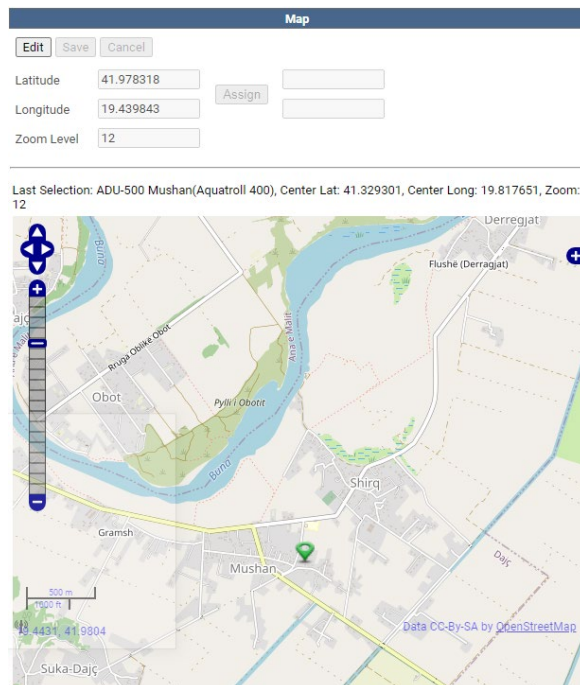 Map
Edit Save Cancel
Latitude 41.978318
Assign
Longitude 19.439843
Zoom Level 12
Last Selection: ADU-500 Mushan(Aquatroll 400), Center Lat: 41.329301, Center Long: 19.817651, Zoom:
12
Derregjat
Buna
Flushë (Derragjat)
Ana e Malit
Rruga Oblikë Obot
Obot
Pylli i Obotit
Buna
Shirq
Gramsh
Mushan
Dajç
500 m
1000 ft
19.4431, 41.9804
Data CC-By-SA by OpenStreetMap
Suka-Dajç